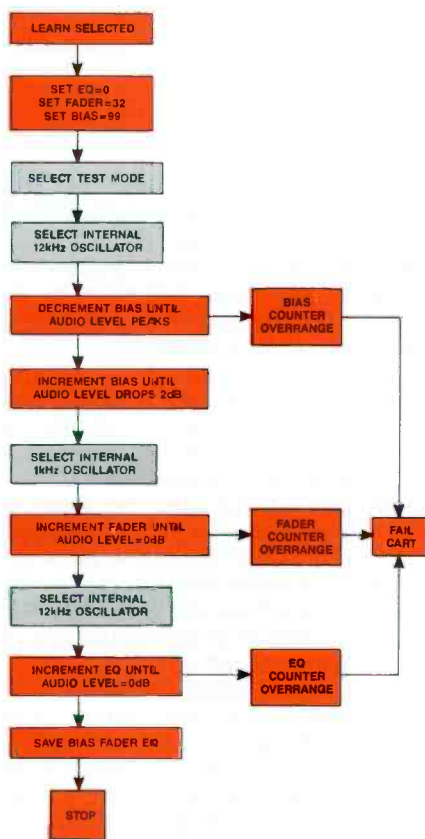 LEARN SELECTED
SET EQ=0
SET FADER=32
SET BIAS=99
SELECT TEST MODE
SELECT INTERNAL
12kHz OSCILLATOR
DECREMENT BIAS UNTIL
AUDIO LEVEL PEAKS
BIAS
COUNTER
OVERRANGE
INCREMENT BIAS UNTIL
AUDIO LEVEL DROPS 2dB
SELECT INTERNAL
1kHz OSCILLATOR
INCREMENT FADER UNTIL
AUDIO LEVEL=0dB
FADER
COUNTER
OVERRANGE
FAIL
CART
SELECT INTERNAL
12kHz OSCILLATOR
INCREMENT EQ UNTIL
AUDIO LEVEL=0dB
EQ
COUNTER
OVERRANGE
SAVE BIAS FADER EQ
STOP